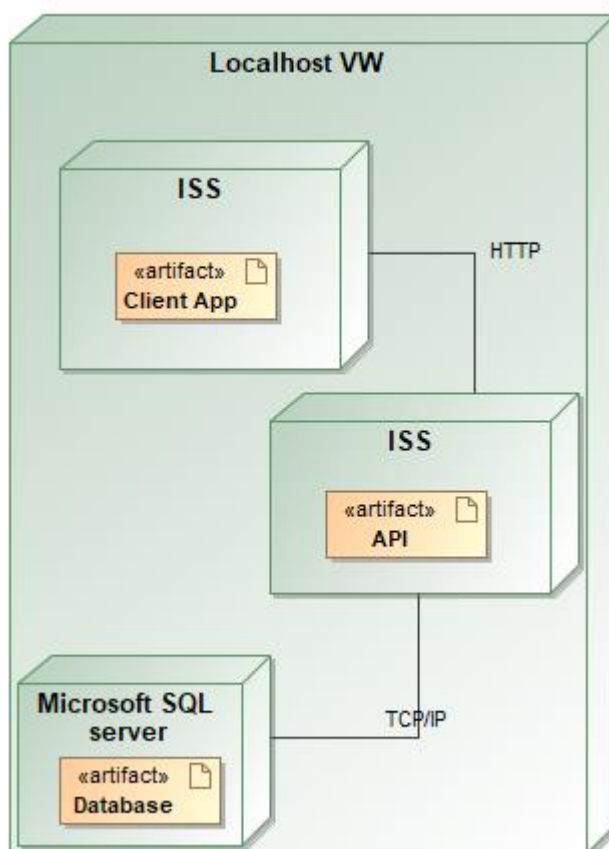 Localhost VW
ISS
«artifact»
Client App
HTTP
ISS
«artifact»
API
TCP/IP
Microsoft SQL
server
«artifact»
Database